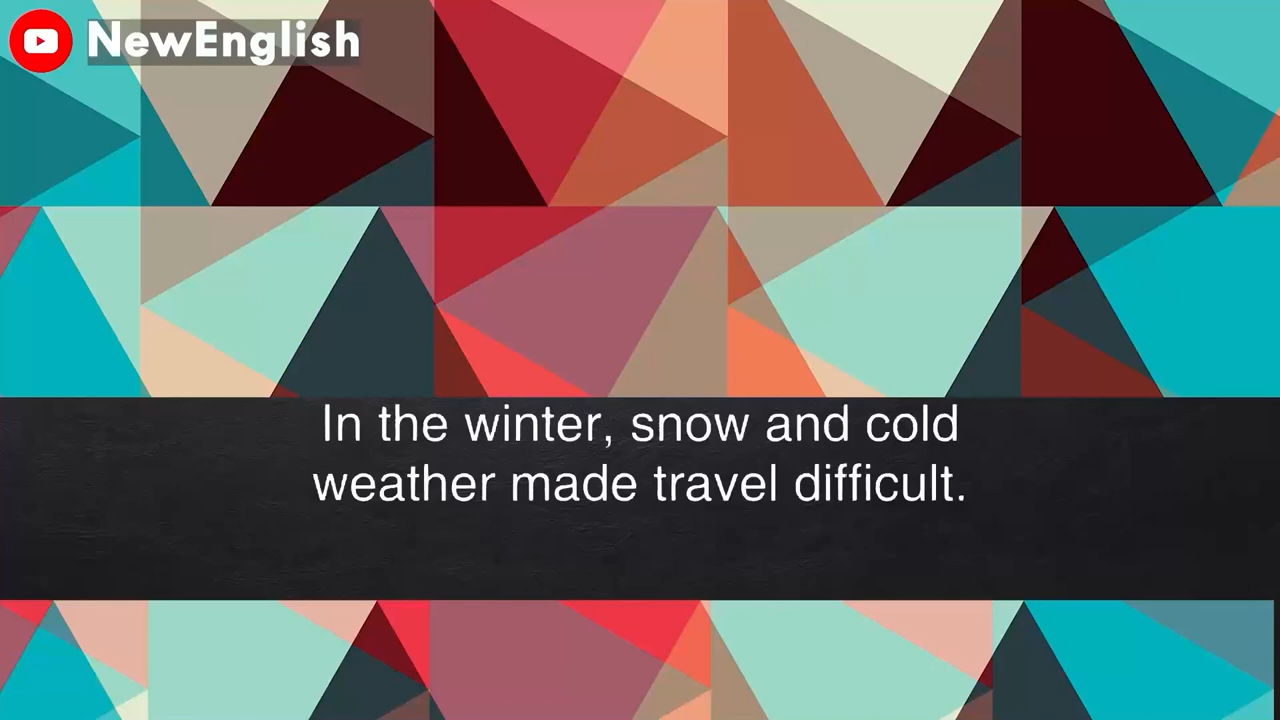 NewEnglish
In the winter, snow and cold
weather made travel difficult.